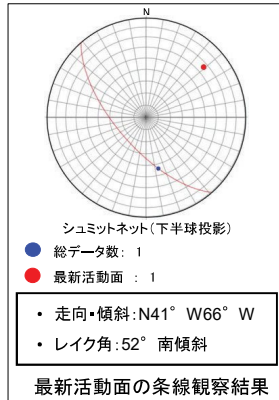 N
シュミットネット(下半球投影)
総データ数: 1
最新活動面 : 1
・ 走向・傾斜:N41° W66° W
・ レイク角:52° 南傾斜
最新活動面の条線観察結果